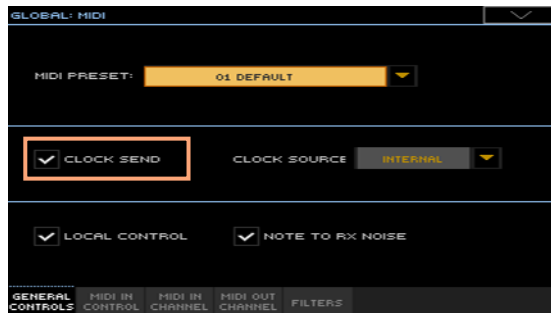 GLOBAL: MIDI
MIDI PRESET: 01 DEFAULT
CLOCK SEND CLOCK SOURCE INTERNAL
LOCAL CONTROL NOTE TO RX NOISE
GENERAL CONTROLS MIDI IN CONTROL MIDI IN CHANNEL MIDI OUT CHANNEL FILTERS